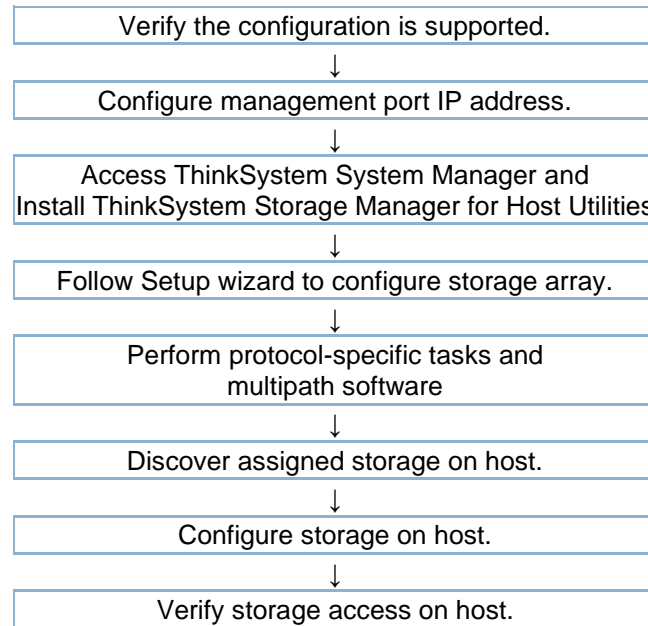 Verify the configuration is supported.
↓
Configure management port IP address.
↓
Access ThinkSystem System Manager and
Install ThinkSystem Storage Manager for Host Utilities
↓
Follow Setup wizard to configure storage array.
↓
Perform protocol-specific tasks and
multipath software
↓
Discover assigned storage on host.
↓
Configure storage on host.
↓
Verify storage access on host.